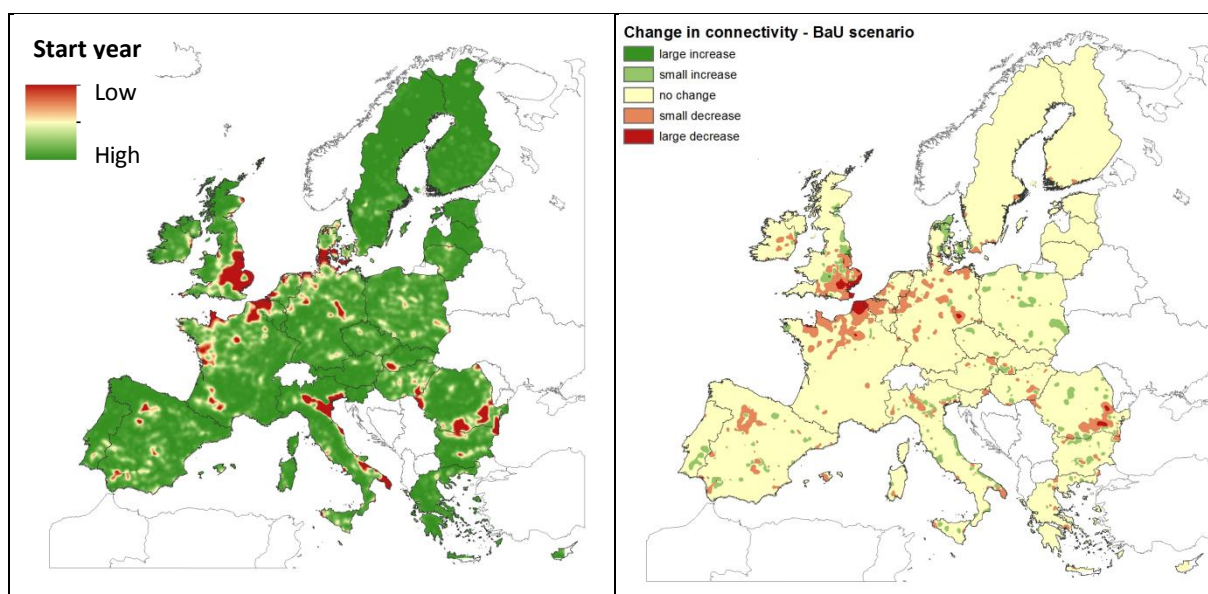 Start year
Low
High
Change in connectivity - BaU scenario
large increase
small increase
no change
small decrease
large decrease